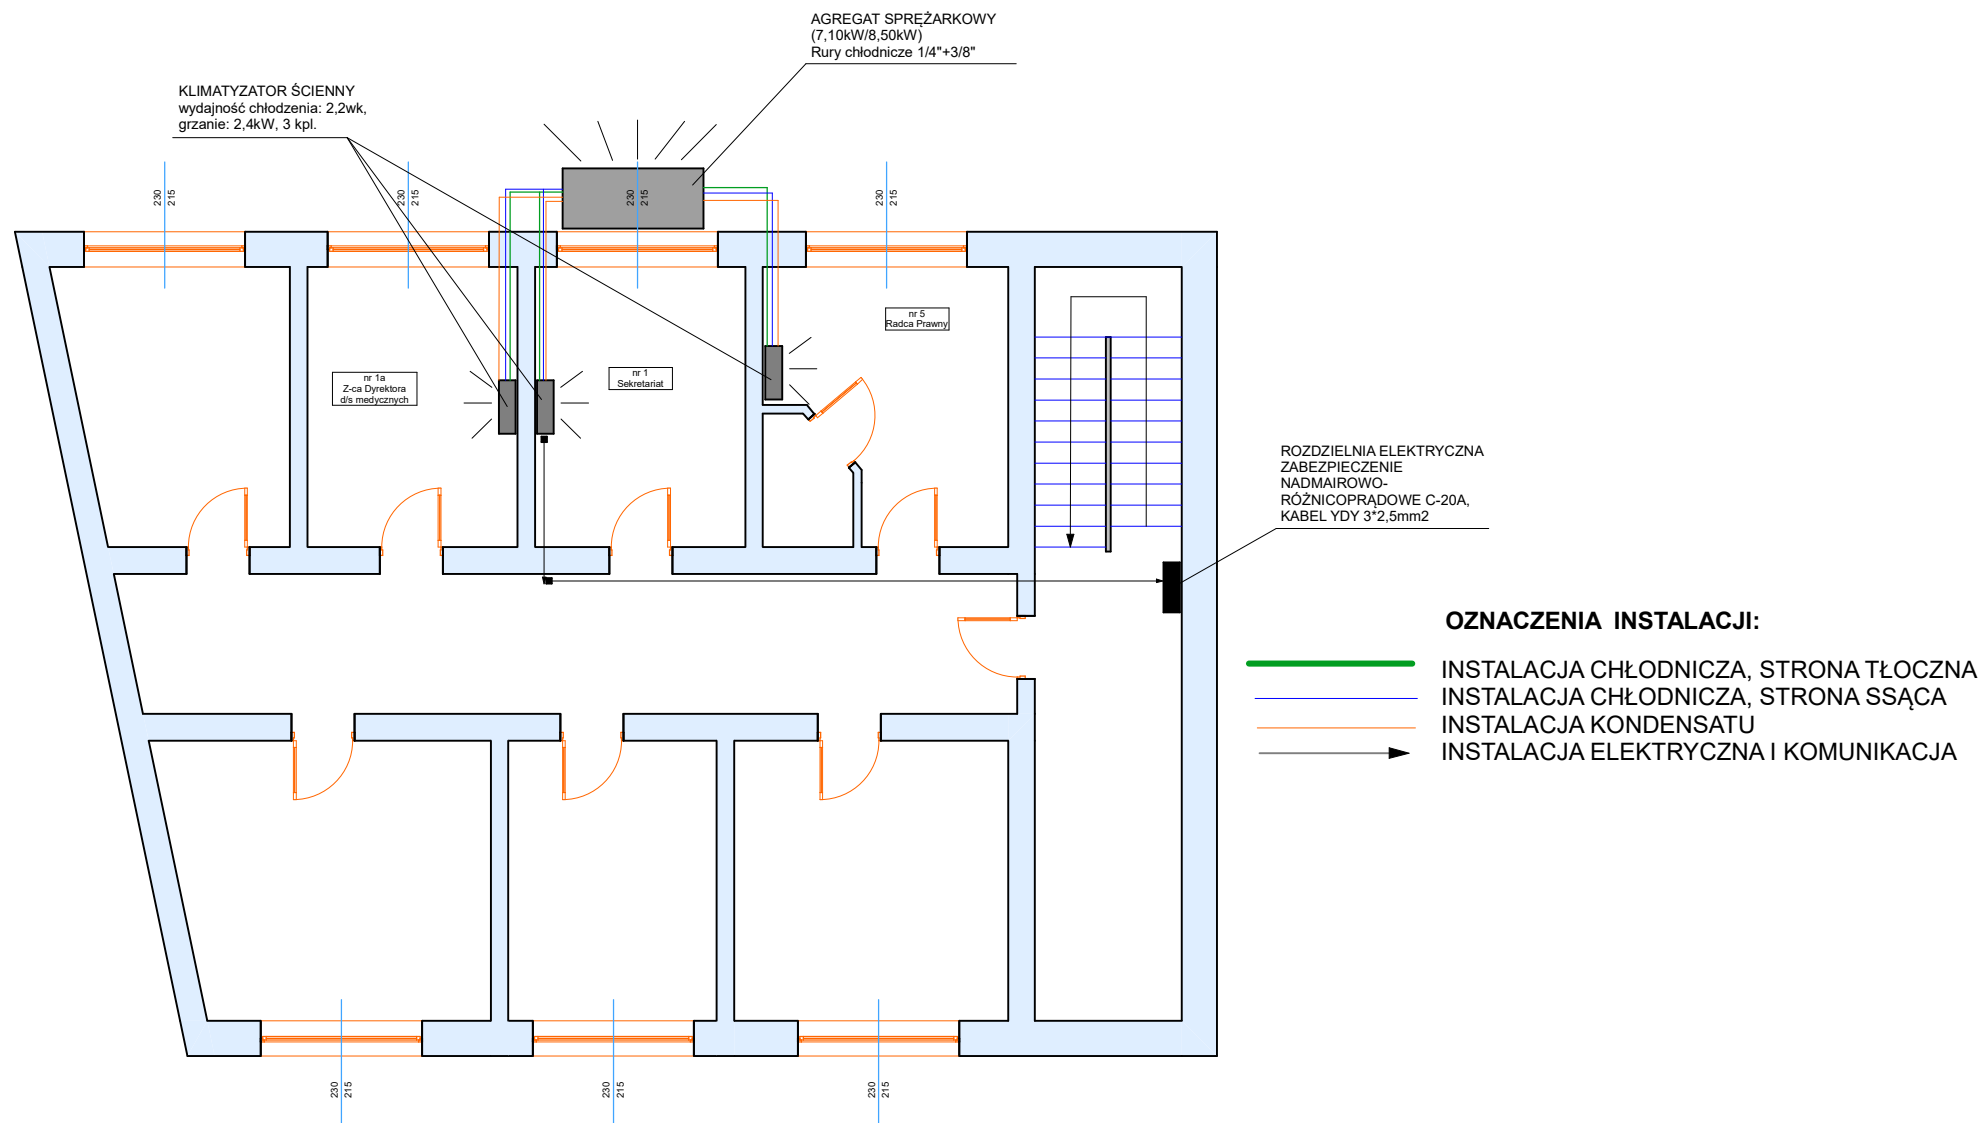 AGREGAT SPRĘŻARKOWY
(7,10kW/8,50kW)
Rury chłodnicze 1/4"+3/8"
KLIMATYZATOR ŚCIENNY
wydajność chłodzenia: 2,2wk,
grzanie: 2,4kW, 3 kpl.
230
215
230
215
230
215
230
215
nr 5
Radca Prawny
nr 1a
Z-ca Dyrektora
d/s medycznych
nr 1
Sekretariat
ROZDZIELNIA ELEKTRYCZNA
ZABEZPIECZENIE
NADMAIROWO-
RÓŻNICOPRĄDOWE C-20A,
KABEL YDY 3*2,5mm2
OZNACZENIA INSTALACJI:
INSTALACJA CHŁODNICZA, STRONA TŁOCZNA
INSTALACJA CHŁODNICZA, STRONA SSĄCA
INSTALACJA KONDENSATU
INSTALACJA ELEKTRYCZNA I KOMUNIKACJA
230
215
230
215
230
215